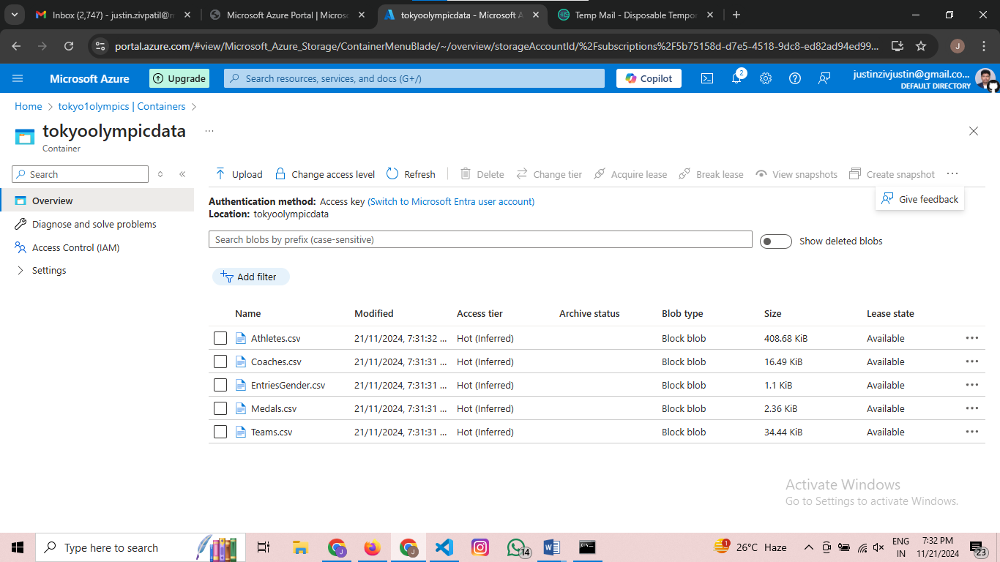 Inbox (2,747) - justin.zivpatil@m
Microsoft Azure Portal | Micros
tokyoolympicdata - Microsoft A
Temp Mail - Disposable Tempor
portal.azure.com/#view/Microsoft_Azure_Storage/ContainerMenuBlade/~/overview/storageAccountId/%2Fsubscriptions%2F5b75158d-d7e5-4518-9dc8-ed82ad94ed99...
J
Microsoft Azure
Upgrade
Search resources, services, and docs (G+/)
Copilot
2
justinzivjustin@gmail.co...
DEFAULT DIRECTORY
Home > tokyo1olympics | Containers >
tokyoolympicdata
...
Container
Search
Upload
Change access level
Refresh
Delete
Change tier
Acquire lease
Break lease
View snapshots
Create snapshot
...
Give feedback
Overview
Diagnose and solve problems
Access Control (IAM)
Settings
Authentication method: Access key (Switch to Microsoft Entra user account)
Location: tokyoolympicdata
Search blobs by prefix (case-sensitive)
Show deleted blobs
Add filter
Name Modified Access tier Archive status Blob type Size Lease state
Athletes.csv 21/11/2024, 7:31:32 ... Hot (Inferred) Block blob 408.68 KiB Available ...
Coaches.csv 21/11/2024, 7:31:31 ... Hot (Inferred) Block blob 16.49 KiB Available ...
EntriesGender.csv 21/11/2024, 7:31:31 ... Hot (Inferred) Block blob 1.1 KiB Available ...
Medals.csv 21/11/2024, 7:31:31 ... Hot (Inferred) Block blob 2.36 KiB Available ...
Teams.csv 21/11/2024, 7:31:31 ... Hot (Inferred) Block blob 34.44 KiB Available ...
Activate Windows
Go to Settings to activate Windows.
Type here to search
J
J
14
1
26°C Haze
ENG
IN
7:32 PM
11/21/2024
23